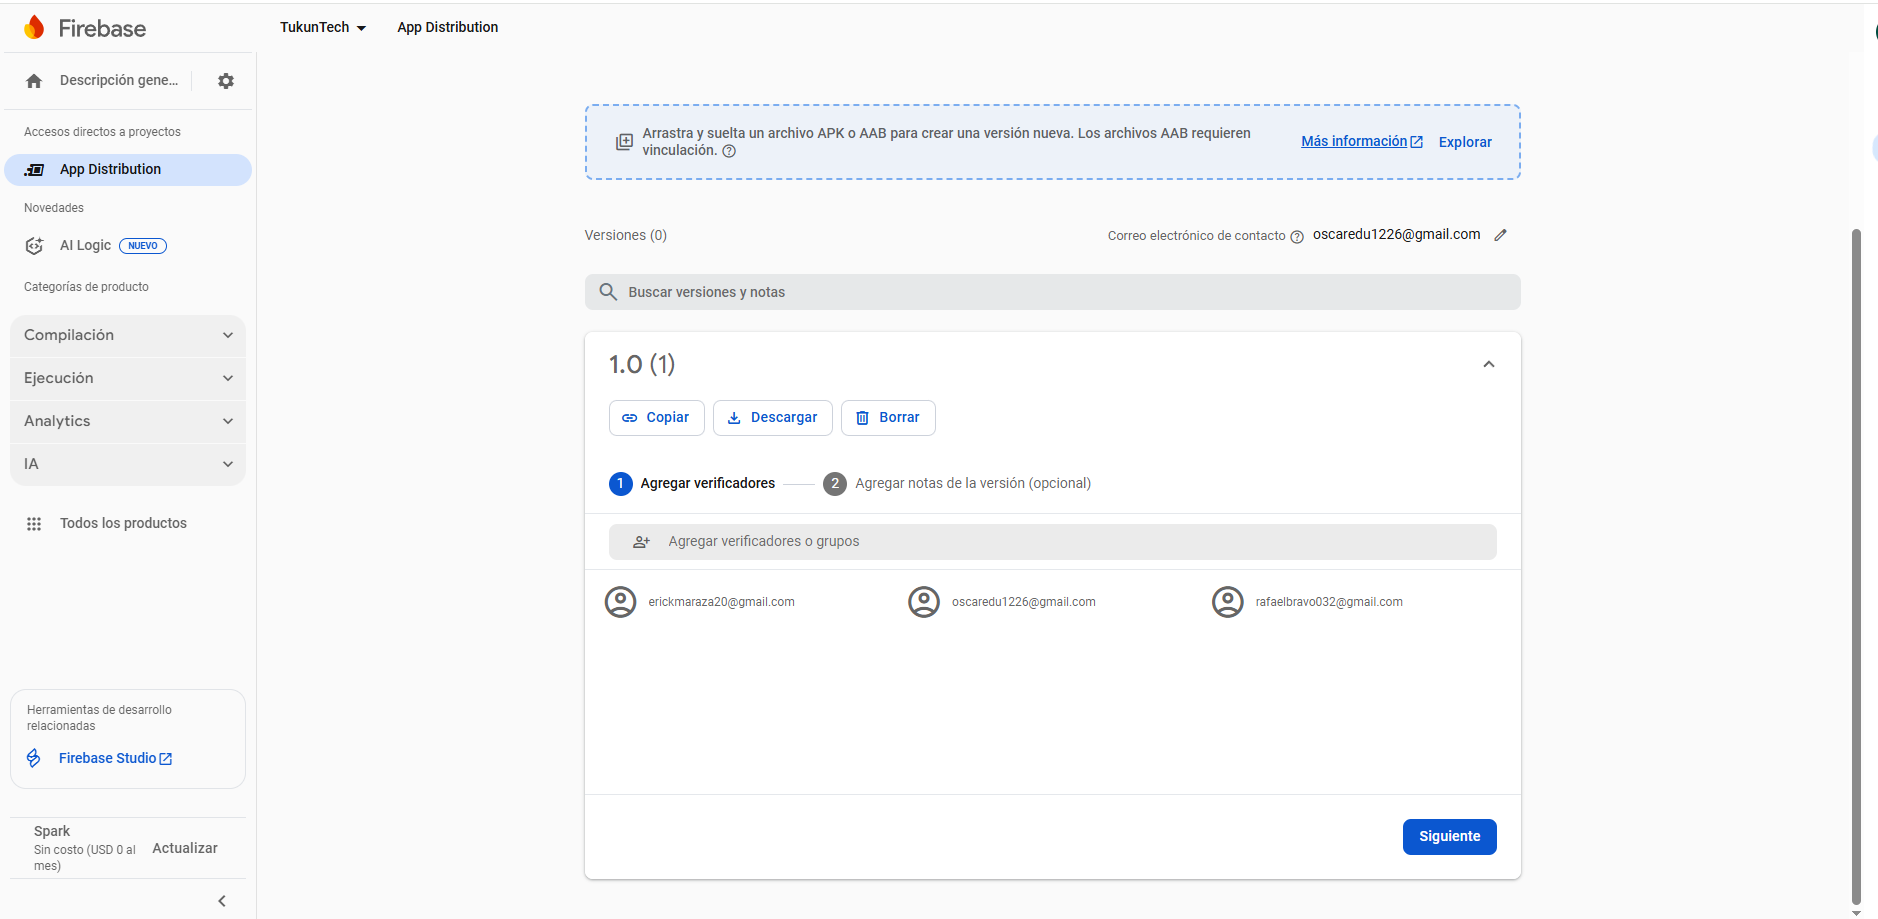 Firebase
TukunTech
App Distribution
Descripción gene...
Accesos directos a proyectos
App Distribution
Novedades
AI Logic
NUEVO
Categorías de producto
Compilación
Ejecución
Analytics
IA
Todos los productos
Herramientas de desarrollo
relacionadas
Firebase Studio
Spark
Sin costo (USD 0 al
mes)
Actualizar
Arrastra y suelta un archivo APK o AAB para crear una versión nueva. Los archivos AAB requieren
vinculación.
Más información
Explorar
Versiones (0)
Correo electrónico de contacto
oscaredu1226@gmail.com
Buscar versiones y notas
1.0 (1)
Copiar
Descargar
Borrar
1 Agregar verificadores
2 Agregar notas de la versión (opcional)
Agregar verificadores o grupos
erickmaraza20@gmail.com
oscaredu1226@gmail.com
rafaelbravo032@gmail.com
Siguiente